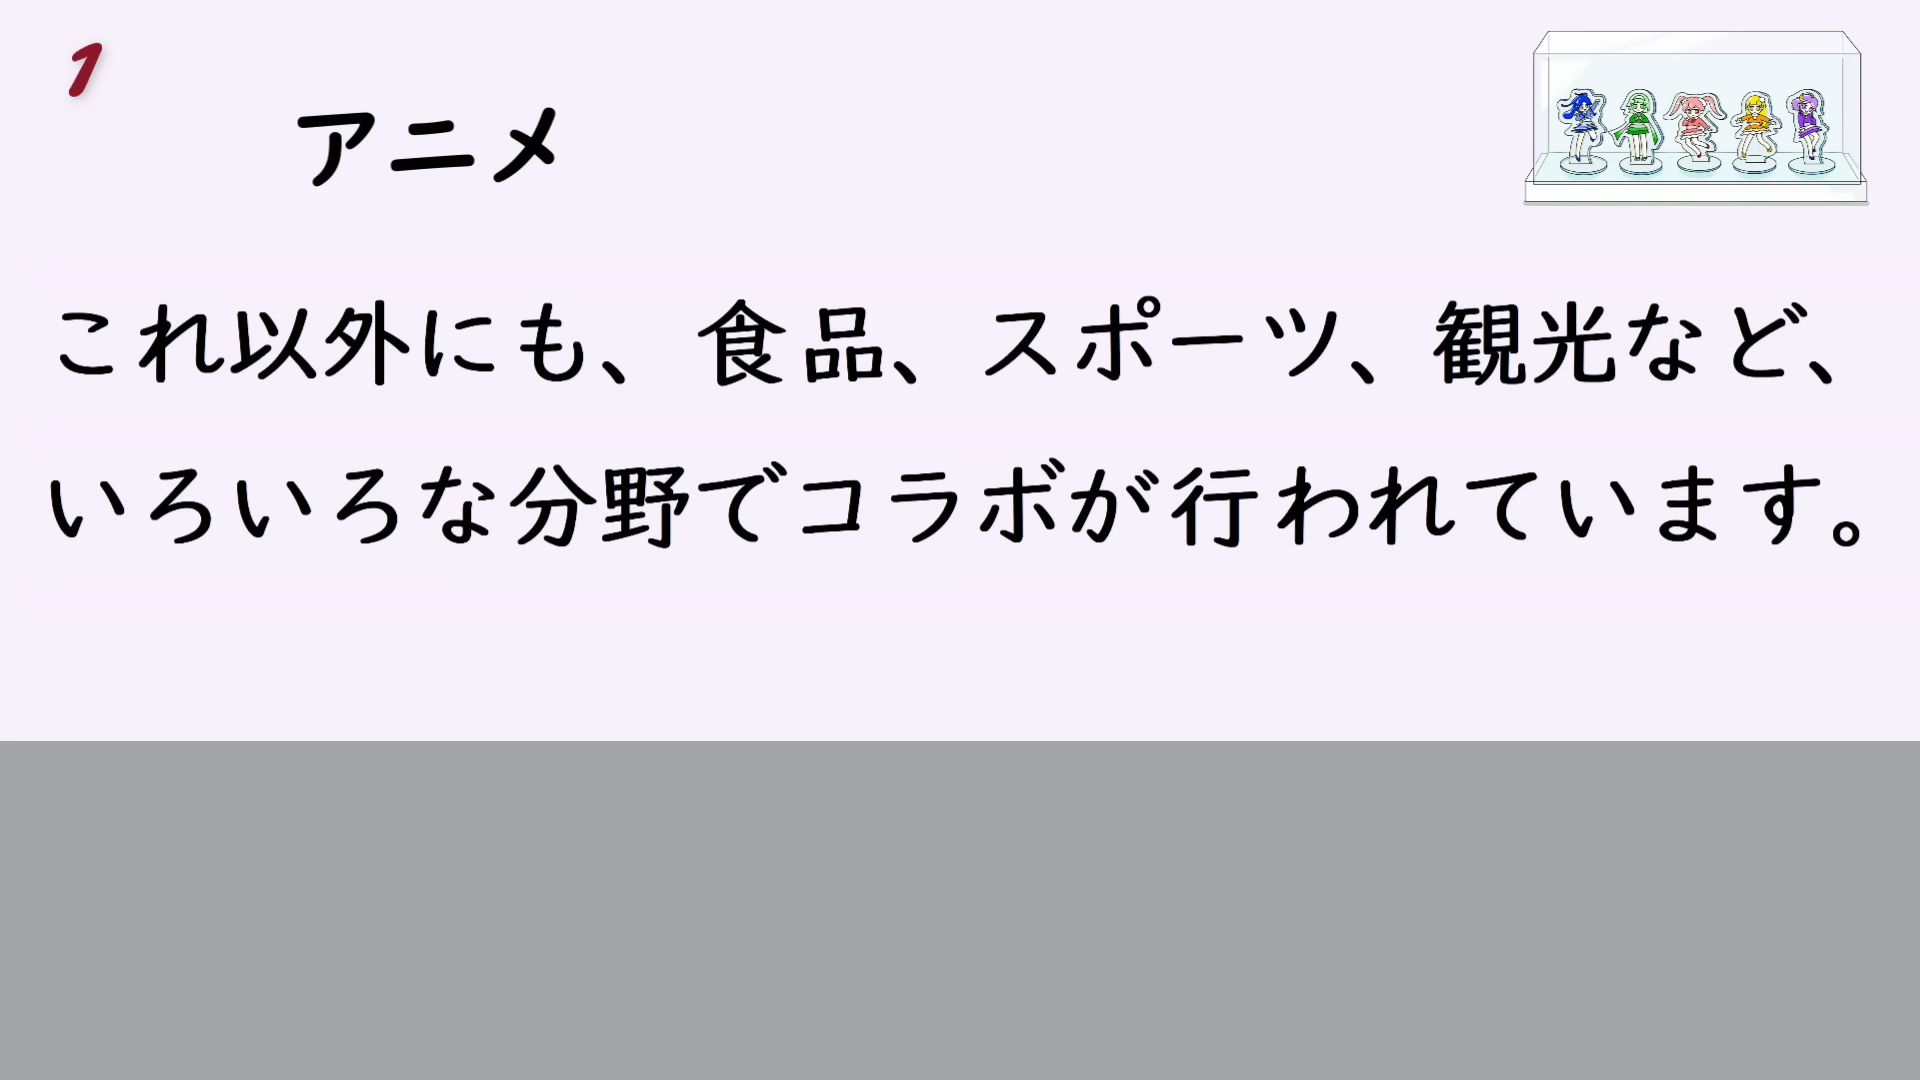 1
アニメ
これ以外にも、食品、スポーツ、観光など、
いろいろな分野でコラボが行われています。